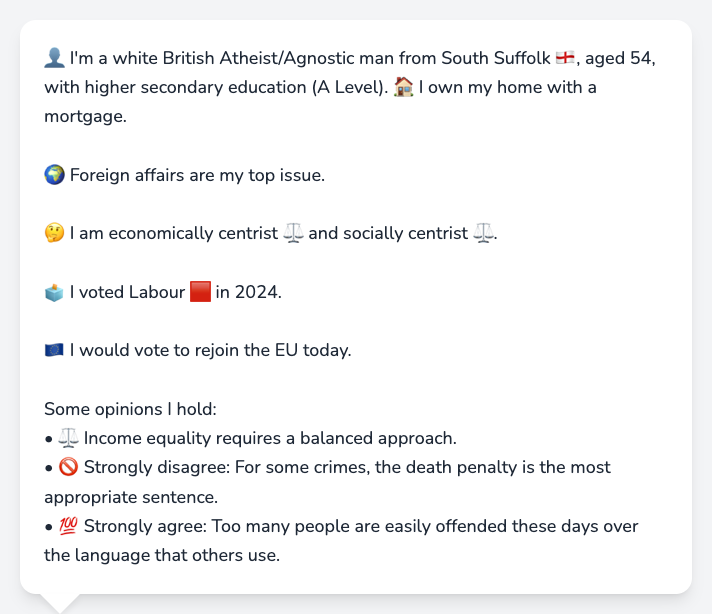 👤 I'm a white British Atheist/Agnostic man from South Suffolk 🏴󠁧󠁢󠁥󠁮󠁧󠁿, aged 54,
with higher secondary education (A Level). 🏠 I own my home with a
mortgage.
🌍 Foreign affairs are my top issue.
🤔 I am economically centrist ⚖️ and socially centrist ⚖️.
🗳️ I voted Labour 🟥 in 2024.
🇪🇺 I would vote to rejoin the EU today.
Some opinions I hold:
• ⚖️ Income equality requires a balanced approach.
• 🚫 Strongly disagree: For some crimes, the death penalty is the most
appropriate sentence.
• 💯 Strongly agree: Too many people are easily offended these days over
the language that others use.